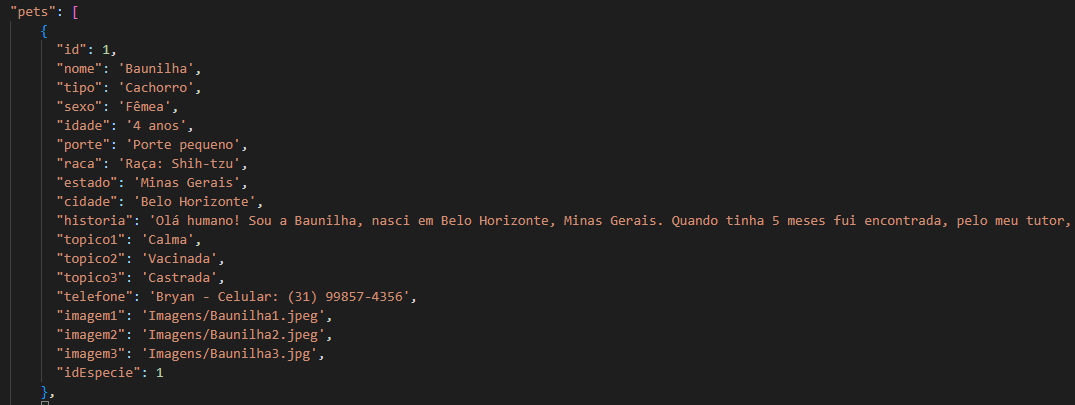 "pets": [
{
"id": 1,
"nome": 'Baunilha',
"tipo": 'Cachorro',
"sexo": 'Fêmea',
"idade": '4 anos',
"porte": 'Porte pequeno',
"raca": 'Raça: Shih-tzu',
"estado": 'Minas Gerais',
"cidade": 'Belo Horizonte',
"historia": 'Olá humano! Sou a Baunilha, nasci em Belo Horizonte, Minas Gerais. Quando tinha 5 meses fui encontrada, pelo meu tutor,
"topico1": 'Calma',
"topico2": 'Vacinada',
"topico3": 'Castrada',
"telefone": 'Bryan - Celular: (31) 99857-4356',
"imagem1": 'Imagens/Baunilha1.jpeg',
"imagem2": 'Imagens/Baunilha2.jpeg',
"imagem3": 'Imagens/Baunilha3.jpg',
"idEspecie": 1
},